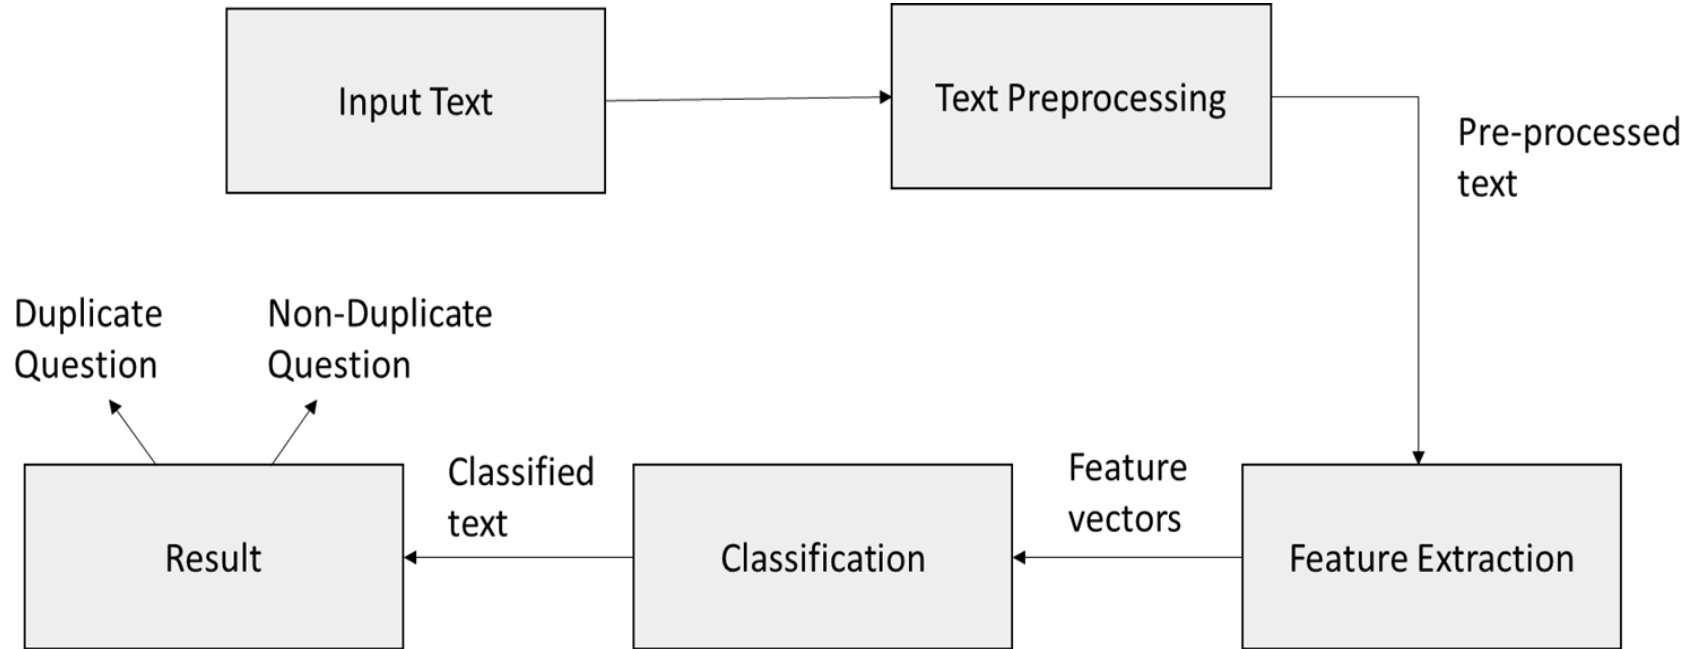 Input Text
Text Preprocessing
Pre-processed
text
Duplicate
Question
Non-Duplicate
Question
Classified
text
Feature
vectors
Result
Classification
Feature Extraction